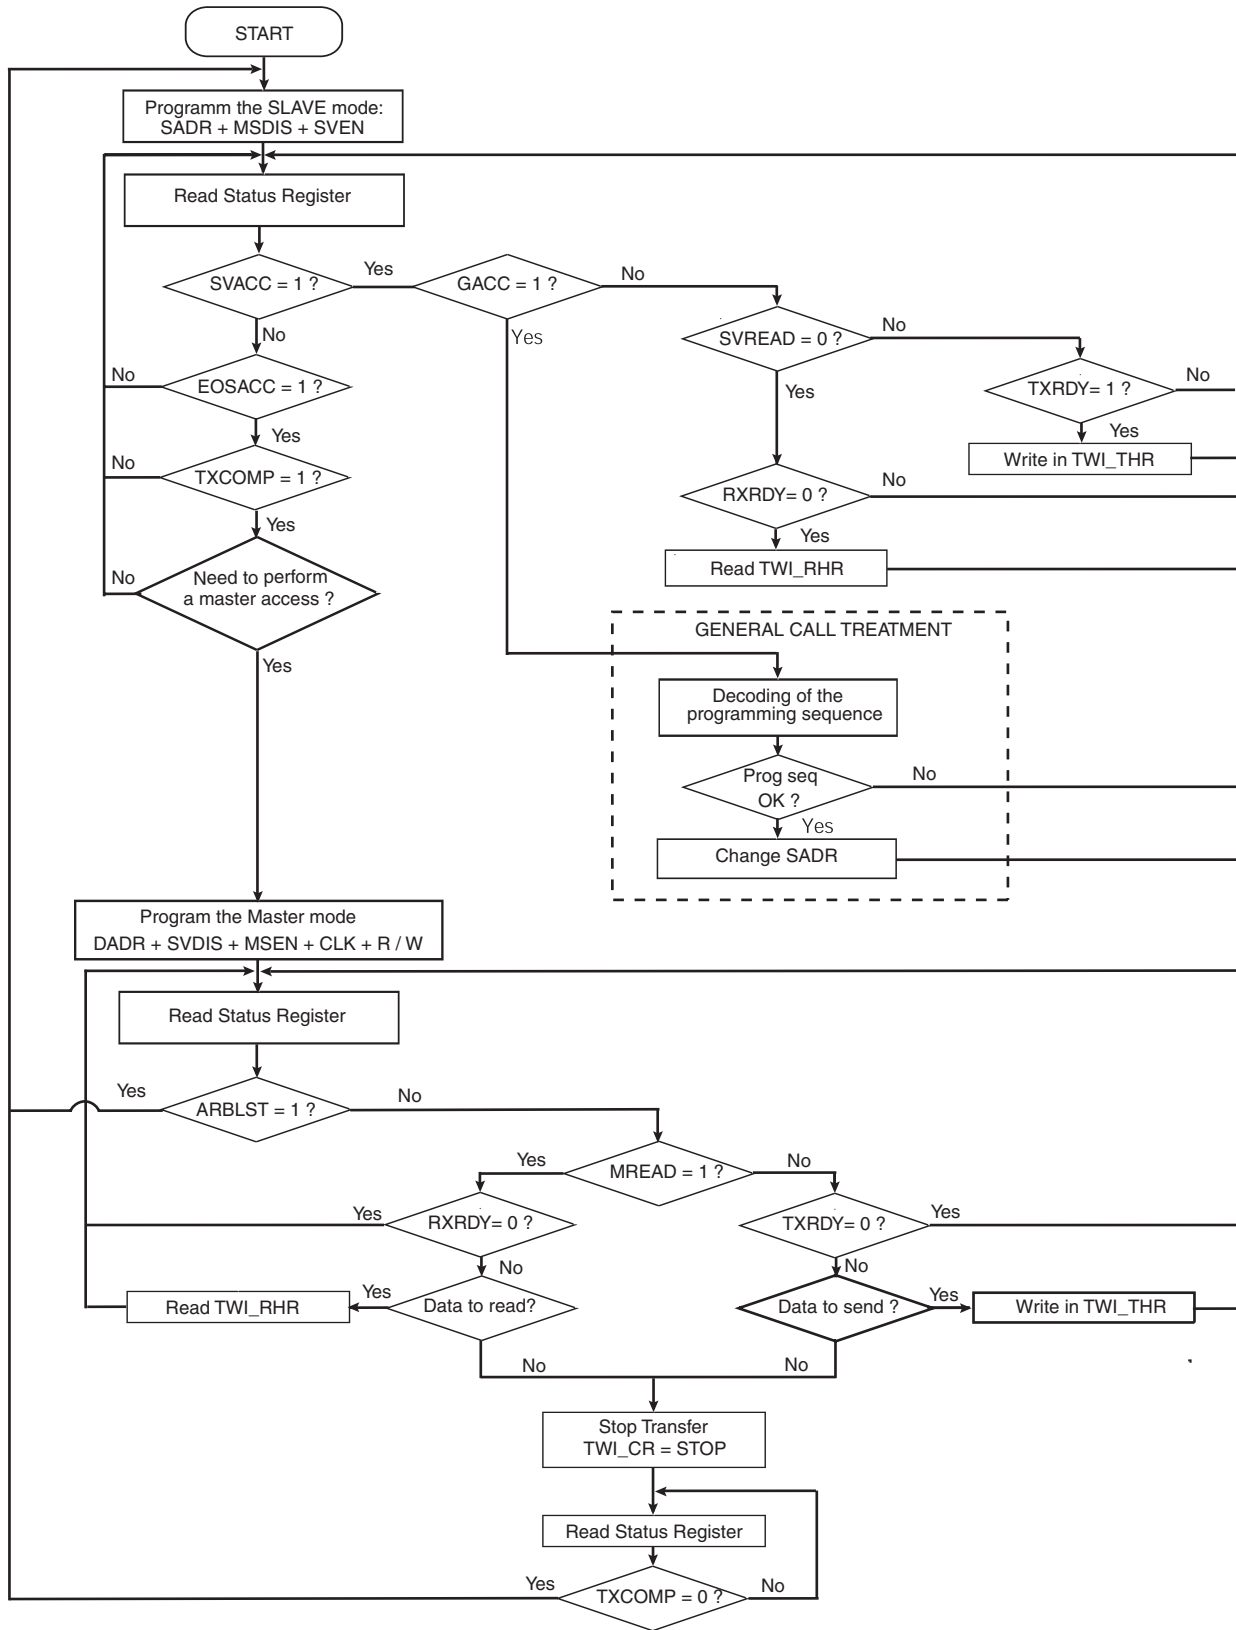 START
Programm the SLAVE mode:
SADR + MSDIS + SVEN
Read Status Register
SVACC = 1 ?
Yes
GACC = 1 ?
No
No
Yes
SVREAD = 0 ?
No
EOSACC = 1 ?
No
Yes
TXRDY= 1 ?
No
Yes
Yes
Write in TWI_THR
TXCOMP = 1 ?
No
RXRDY= 0 ?
No
Yes
Yes
Need to perform
a master access ?
No
Read TWI_RHR
Yes
GENERAL CALL TREATMENT
Decoding of the
programming sequence
Prog seq
OK ?
No
Yes
Change SADR
Program the Master mode
DADR + SVDIS + MSEN + CLK + R / W
Read Status Register
Yes
ARBLST = 1 ?
No
Yes
MREAD = 1 ?
No
Yes
RXRDY= 0 ?
TXRDY= 0 ?
Yes
No
No
Read TWI_RHR
Yes
Data to read?
Data to send ?
Yes
Write in TWI_THR
No
No
Stop Transfer
TWI_CR = STOP
Read Status Register
Yes
TXCOMP = 0 ?
No